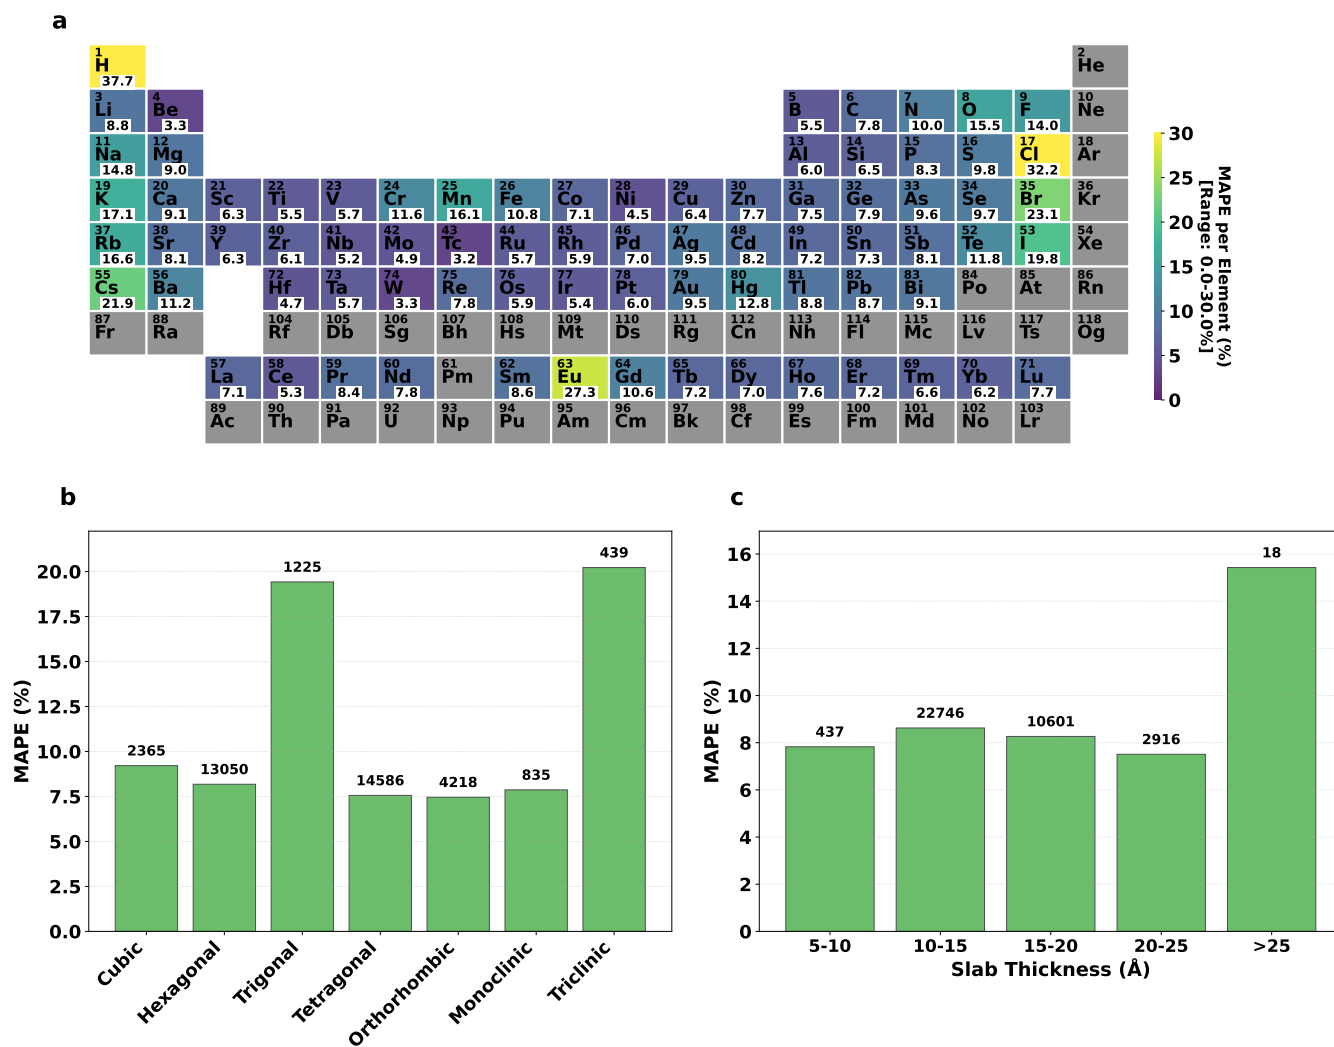 a
1 2
H He
37.7
3 4 5 6 7 8 9 10
Li Be B C N O F Ne
8.8 3.3 5.5 7.8 10.0 15.5 14.0
11 12 13 14 15 16 17 18
Na Mg Al Si P S Cl Ar
14.8 9.0 6.0 6.5 8.3 9.8 32.2
19 20 21 22 23 24 25 26 27 28 29 30 31 32 33 34 35 36
K Ca Sc Ti V Cr Mn Fe Co Ni Cu Zn Ga Ge As Se Br Kr
17.1 9.1 6.3 5.5 5.7 11.6 16.1 10.8 7.1 4.5 6.4 7.7 7.5 7.9 9.6 9.7 23.1
37 38 39 40 41 42 43 44 45 46 47 48 49 50 51 52 53 54
Rb Sr Y Zr Nb Mo Tc Ru Rh Pd Ag Cd In Sn Sb Te I Xe
16.6 8.1 6.3 6.1 5.2 4.9 3.2 5.7 5.9 7.0 9.5 8.2 7.2 7.3 8.1 11.8 19.8
55 56 72 73 74 75 76 77 78 79 80 81 82 83 84 85 86
Cs Ba Hf Ta W Re Os Ir Pt Au Hg Tl Pb Bi Po At Rn
21.9 11.2 4.7 5.7 3.3 7.8 5.9 5.4 6.0 9.5 12.8 8.8 8.7 9.1
87 88 104 105 106 107 108 109 110 111 112 113 114 115 116 117 118
Fr Ra Rf Db Sg Bh Hs Mt Ds Rg Cn Nh Fl Mc Lv Ts Og
57 58 59 60 61 62 63 64 65 66 67 68 69 70 71
La Ce Pr Nd Pm Sm Eu Gd Tb Dy Ho Er Tm Yb Lu
7.1 5.3 8.4 7.8 8.6 27.3 10.6 7.2 7.0 7.6 7.2 6.6 6.2 7.7
89 90 91 92 93 94 95 96 97 98 99 100 101 102 103
Ac Th Pa U Np Pu Am Cm Bk Cf Es Fm Md No Lr
30
25
20
15
10
5
0
MAPE per Element (%)
[Range: 0.0-30.0%]
b
MAPE (%)
20.0
17.5
15.0
12.5
10.0
7.5
5.0
2.5
0.0
2365 13050 1225 14586 4218 835 439
Cubic Hexagonal Trigonal Tetragonal Orthorhombic Monoclinic Triclinic
c
MAPE (%)
16
14
12
10
8
6
4
2
0
437 22746 10601 2916 18
5-10 10-15 15-20 20-25 >25
Slab Thickness (Å)